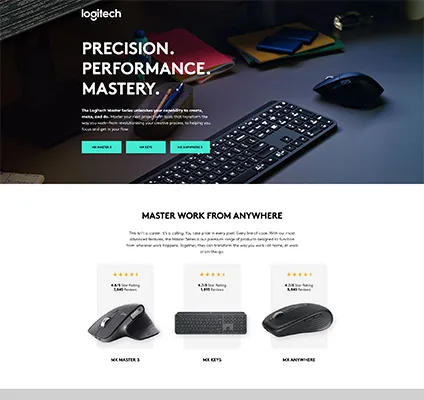 logitech
PRECISION.
PERFORMANCE.
MASTERY.
The Logitech Master Series unleashes your capability to create,
make, and do. Master your next project with tools that transform the
way you work–from revolutionizing your creative process, to helping you
focus and get in your flow.
MX MASTER 3 MX KEYS MX ANYWHERE 3
MASTER WORK FROM ANYWHERE
This isn't a career. It's a calling. You take pride in every pixel. Every line of code. With our most
advanced features, the Master Series is our premium range of products designed to function
from wherever work happens. Together, they can transform the way you work –at home, at work
or on-the-go.
4.6/5 Star Rating 4.7/5 Star Rating 4.7/5 Star Rating
Reviews Reviews Reviews
MX MASTER 3 MX KEYS MX ANYWHERE